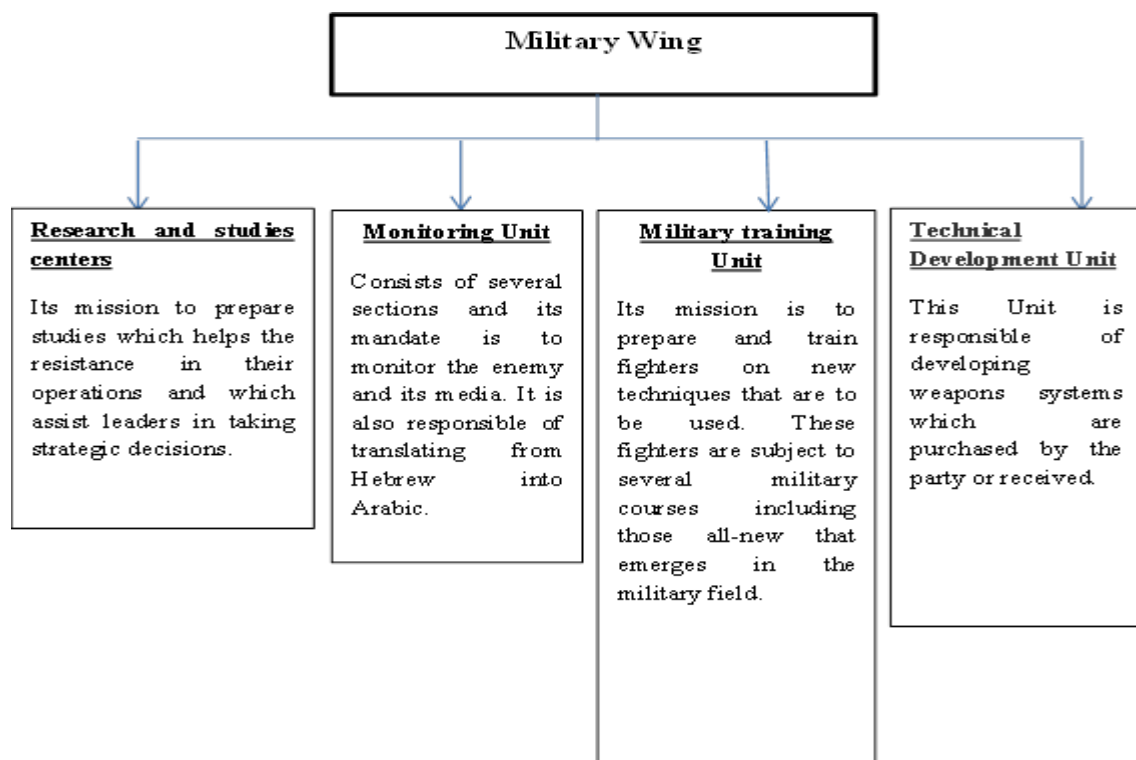 Military Wing
Research and studies
centers
Its mission to prepare
studies which helps the
resistance in their
operations and which
assist leaders in taking
strategic decisions.
Monitoring Unit
Consists of several
sections and its
mandate is to
monitor the enemy
and its media. It is
also responsible of
translating from
Hebrew into
Arabic.
Military training
Unit
Its mission is to
prepare and train
fighters on new
techniques that are to
be used. These
fighters are subject to
several military
courses including
those all-new that
emerges in the
military field.
Technical
Development Unit
This Unit is
responsible of
developing
weapons systems
which are
purchased by the
party or received.